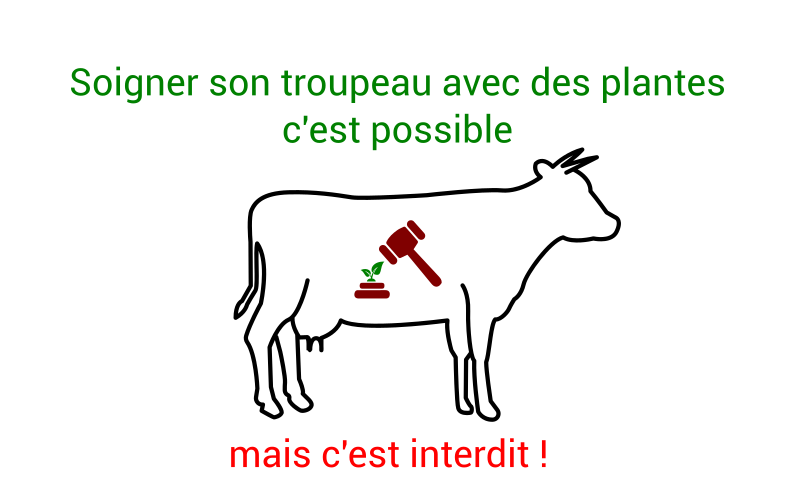 Soigner son troupeau avec des plantes
c'est possible
mais c'est interdit !